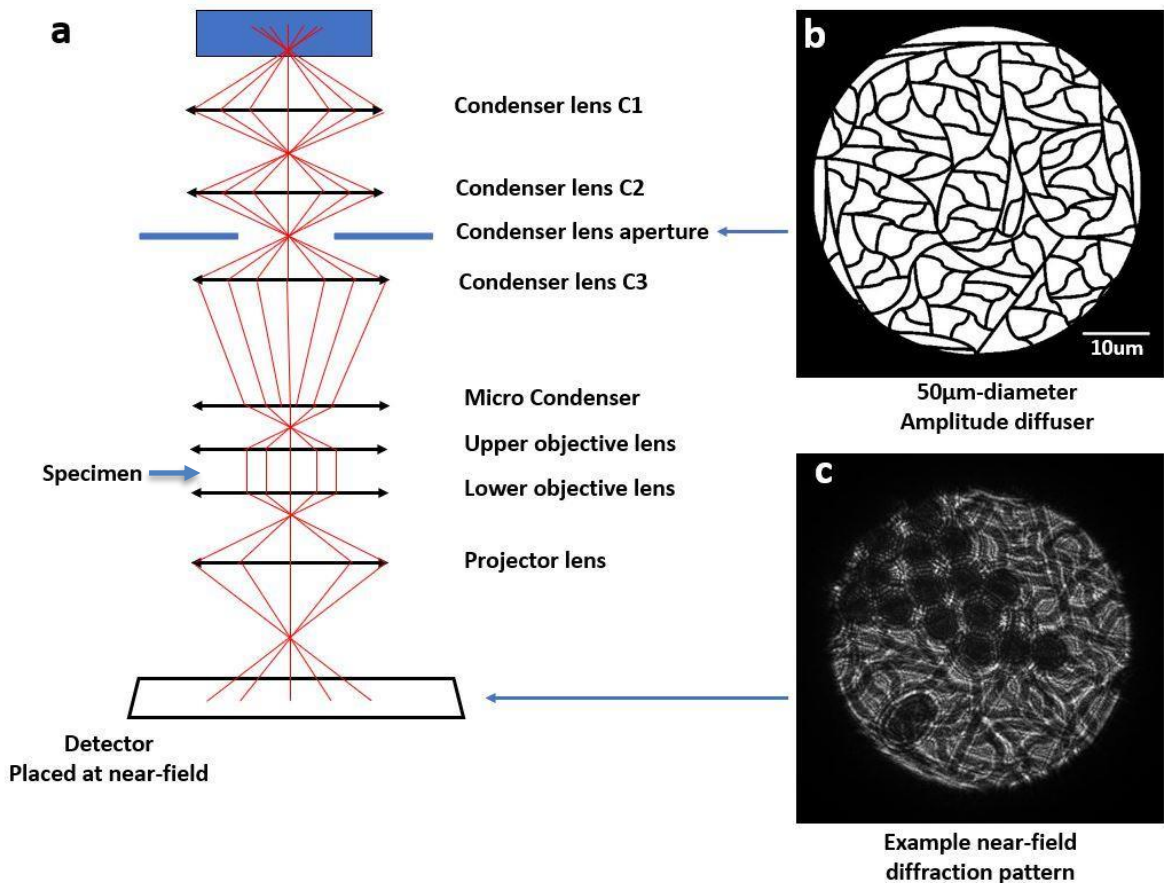 a
Condenser lens C1
Condenser lens C2
Condenser lens aperture
Condenser lens C3
Micro Condenser
Upper objective lens
Specimen
Lower objective lens
Projector lens
Detector
Placed at near-field
b
10um
50μm-diameter
Amplitude diffuser
c
Example near-field
diffraction pattern